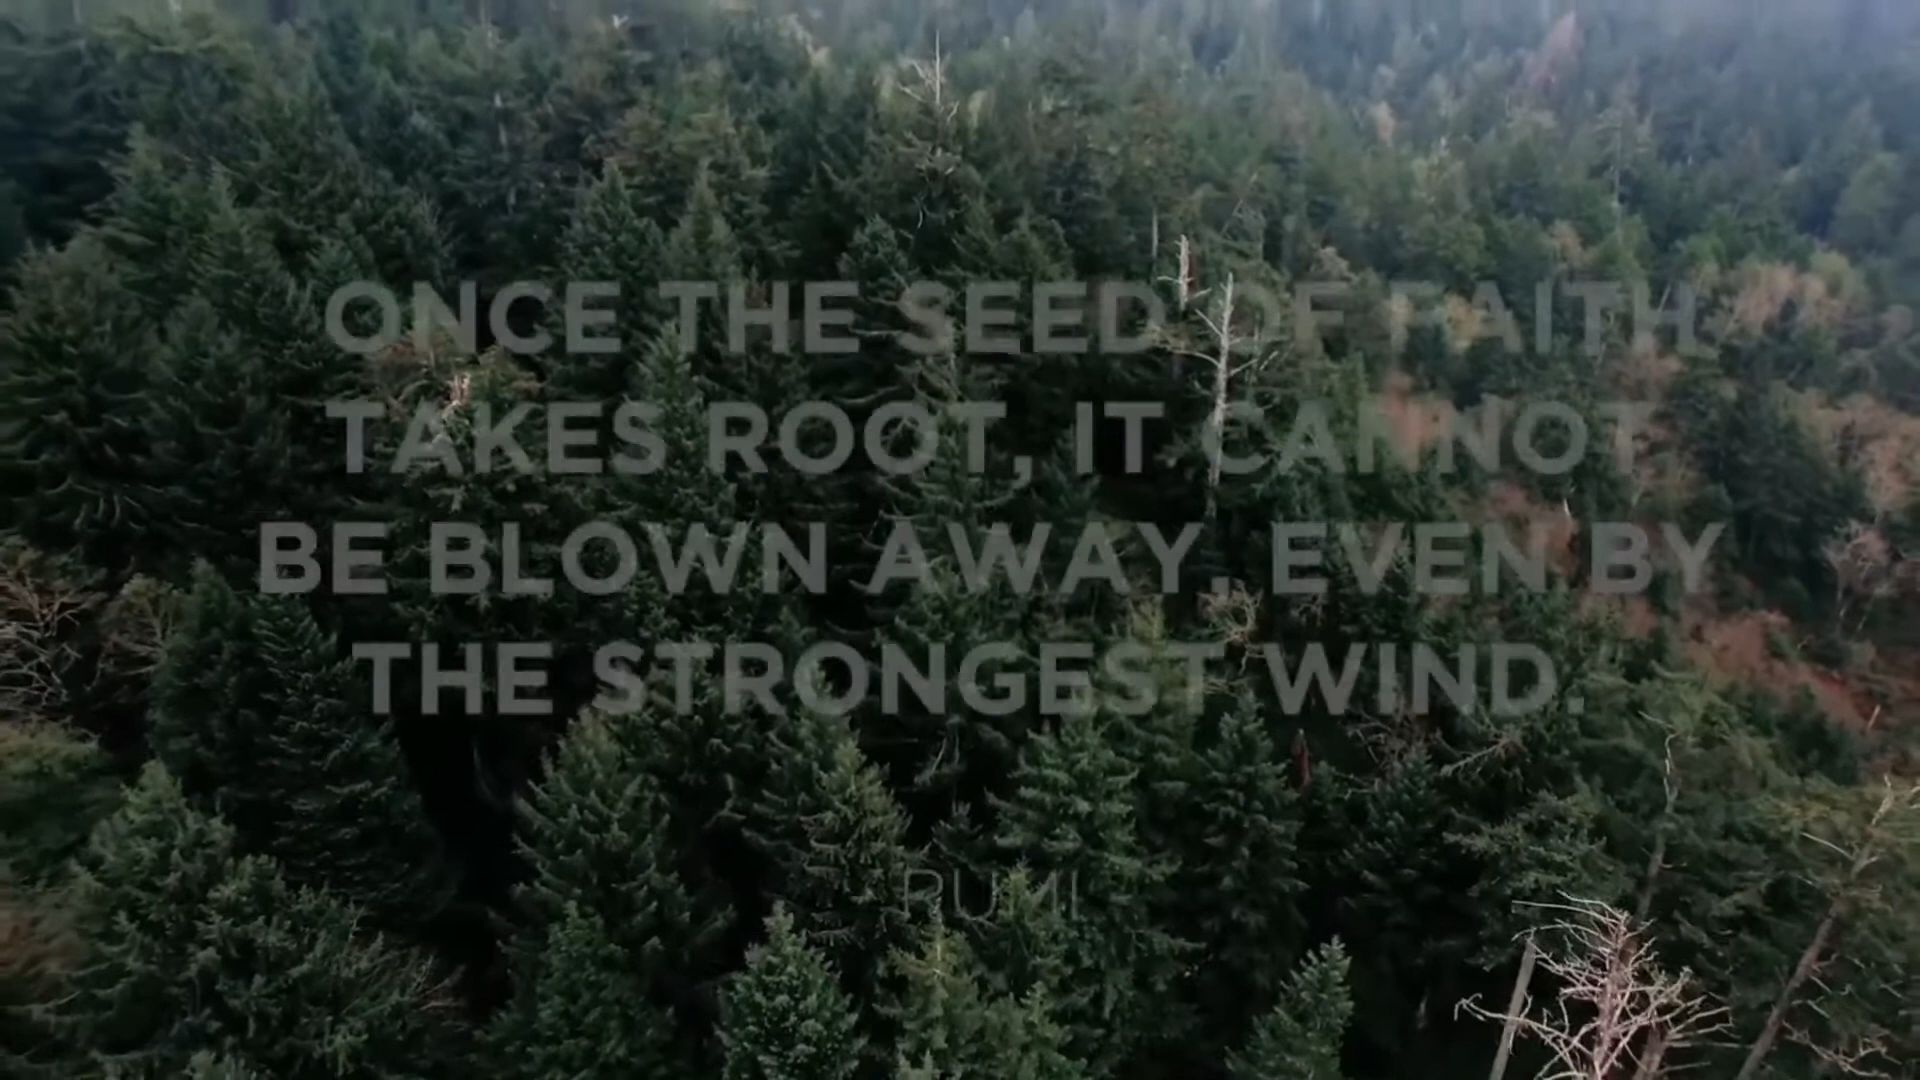 ONCE THE SEED OF FAITH
TAKES ROOT, IT CANNOT
BE BLOWN AWAY, EVEN BY
THE STRONGEST WIND.
RUMI